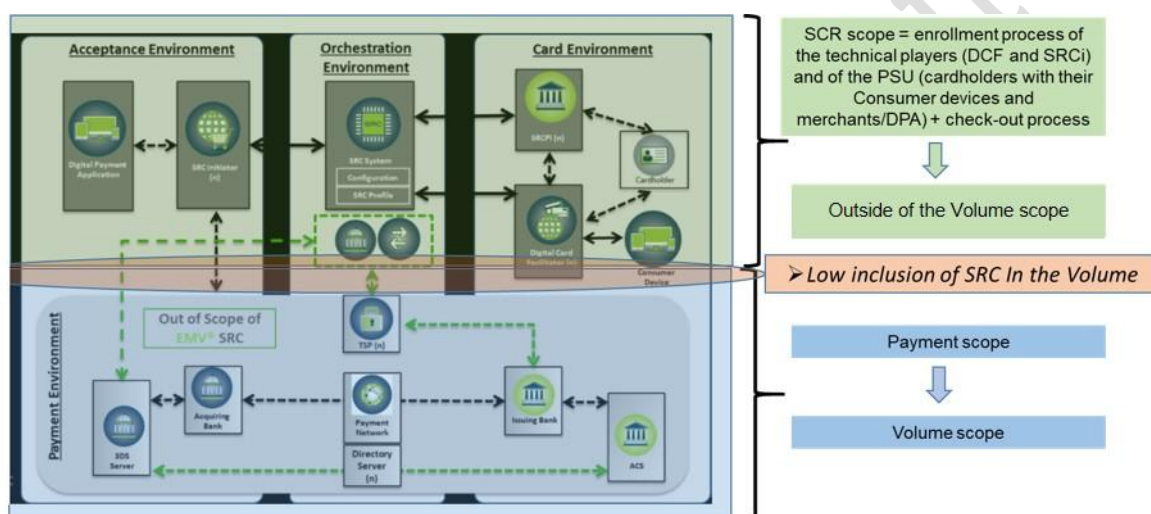 Acceptance Environment
Orchestration
Environment
Card Environment
Digital Payment
Application
SRC Initiator
(n)
SRC
SRC System
Configuration
SRC Profile
SRCPI (n)
Cardholder
Digital Card
Facilitator (n)
Consumer
Device
Payment Environment
Out of Scope of
EMV® SRC
TSP (n)
3DS
Server
Acquiring
Bank
Payment
Network
Directory
Server
(n)
Issuing Bank
ACS
SCR scope = enrollment process of
the technical players (DCF and SRCi)
and of the PSU (cardholders with their
Consumer devices and
merchants/DPA) + check-out process
Outside of the Volume scope
➢ Low inclusion of SRC In the Volume
Payment scope
Volume scope